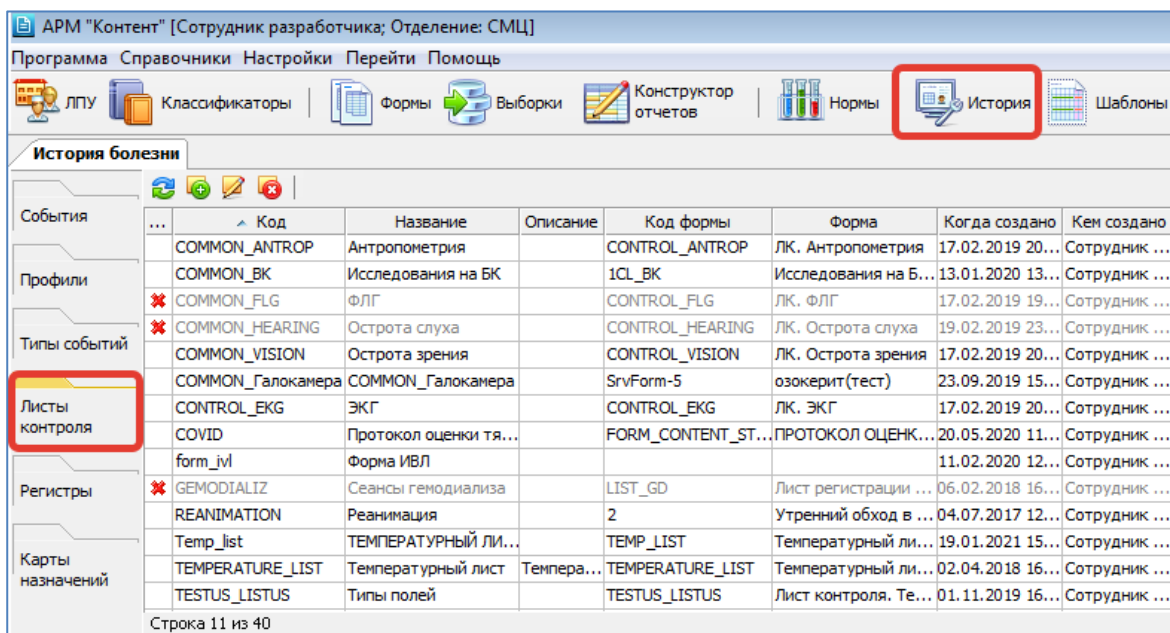 АРМ "Контент" [Сотрудник разработчика; Отделение: СМЦ]
Программа Справочники Настройки Перейти Помощь
ЛПУ Классификаторы Формы Выборки Конструктор отчетов Нормы История Шаблоны
История болезни
События
Профили
Типы событий
Листы контроля
Регистры
Карты назначений
... Код Название Описание Код формы Форма Когда создано Кем создано
COMMON_ANTROP Антропометрия CONTROL_ANTROP ЛК. Антропометрия 17.02.2019 20... Сотрудник ...
COMMON_BK Исследования на БК 1CL_BK Исследования на Б... 13.01.2020 13... Сотрудник ...
COMMON_FLG ФЛГ CONTROL_FLG ЛК. ФЛГ 17.02.2019 19... Сотрудник ...
COMMON_HEARING Острота слуха CONTROL_HEARING ЛК. Острота слуха 19.02.2019 23... Сотрудник ...
COMMON_VISION Острота зрения CONTROL_VISION ЛК. Острота зрения 17.02.2019 20... Сотрудник ...
COMMON_Галокамера COMMON_Галокамера SrvForm-5 озокерит(тест) 23.09.2019 15... Сотрудник ...
CONTROL_EKG ЭКГ CONTROL_EKG ЛК. ЭКГ 17.02.2019 20... Сотрудник ...
COVID Протокол оценки тя... FORM_CONTENT_ST... ПРОТОКОЛ ОЦЕНК... 20.05.2020 11... Сотрудник ...
form_ivl Форма ИВЛ 11.02.2020 12... Сотрудник ...
GEMODIALIZ Сеансы гемодиализа LIST_GD Лист регистрации ... 06.02.2018 16... Сотрудник ...
REANIMATION Реанимация 2 Утренний обход в ... 04.07.2017 12... Сотрудник ...
Temp_list ТЕМПЕРАТУРНЫЙ ЛИ... TEMP_LIST Температурный ли... 19.01.2021 15... Сотрудник ...
TEMPERATURE_LIST Температурный лист Темпера... TEMPERATURE_LIST Температурный ли... 02.04.2018 16... Сотрудник ...
TESTUS_LISTUS Типы полей TESTUS_LISTUS Лист контроля. Те... 01.11.2019 16... Сотрудник ...
Строка 11 из 40